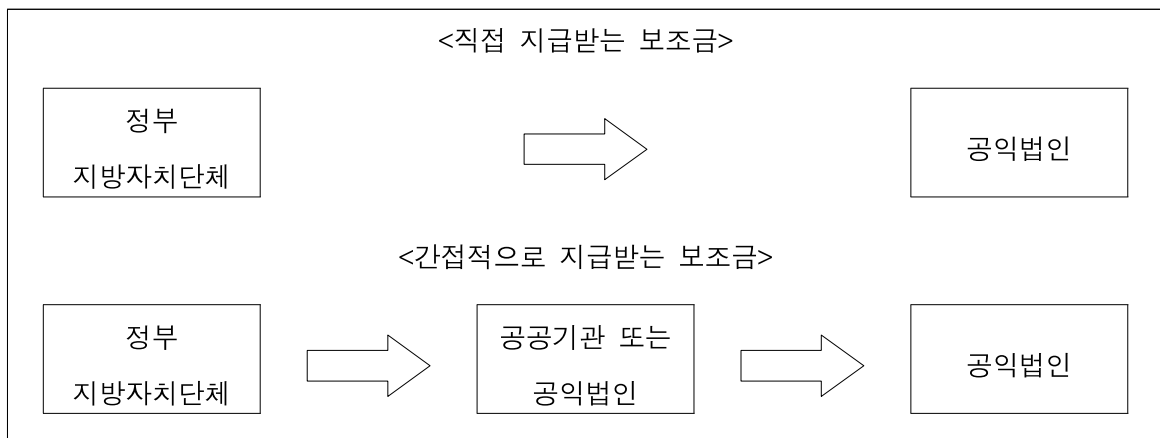 <직접 지급받는 보조금>
정부
지방자치단체
공익법인
<간접적으로 지급받는 보조금>
정부
지방자치단체
공공기관 또는
공익법인
공익법인